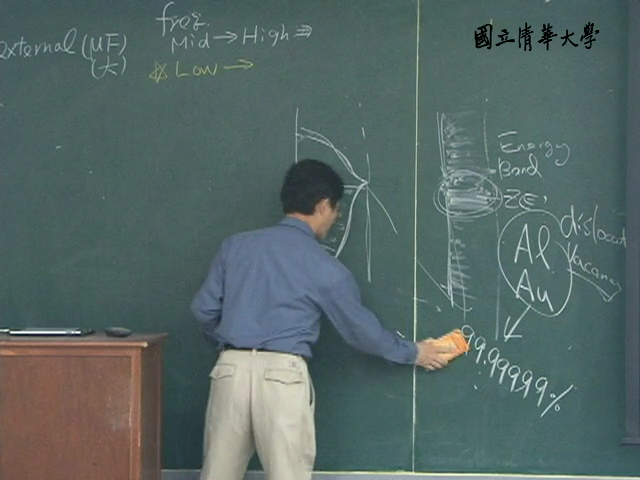 國立清華大學
external (μF)
(大)
freq.
Mid → High
☆ Low →
Energy
Band
Al
Au
dislocat
Vacancy
99.99999%